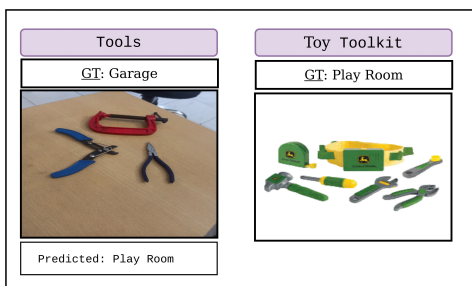 Tools
GT: Garage
Predicted: Play Room
Toy Toolkit
GT: Play Room